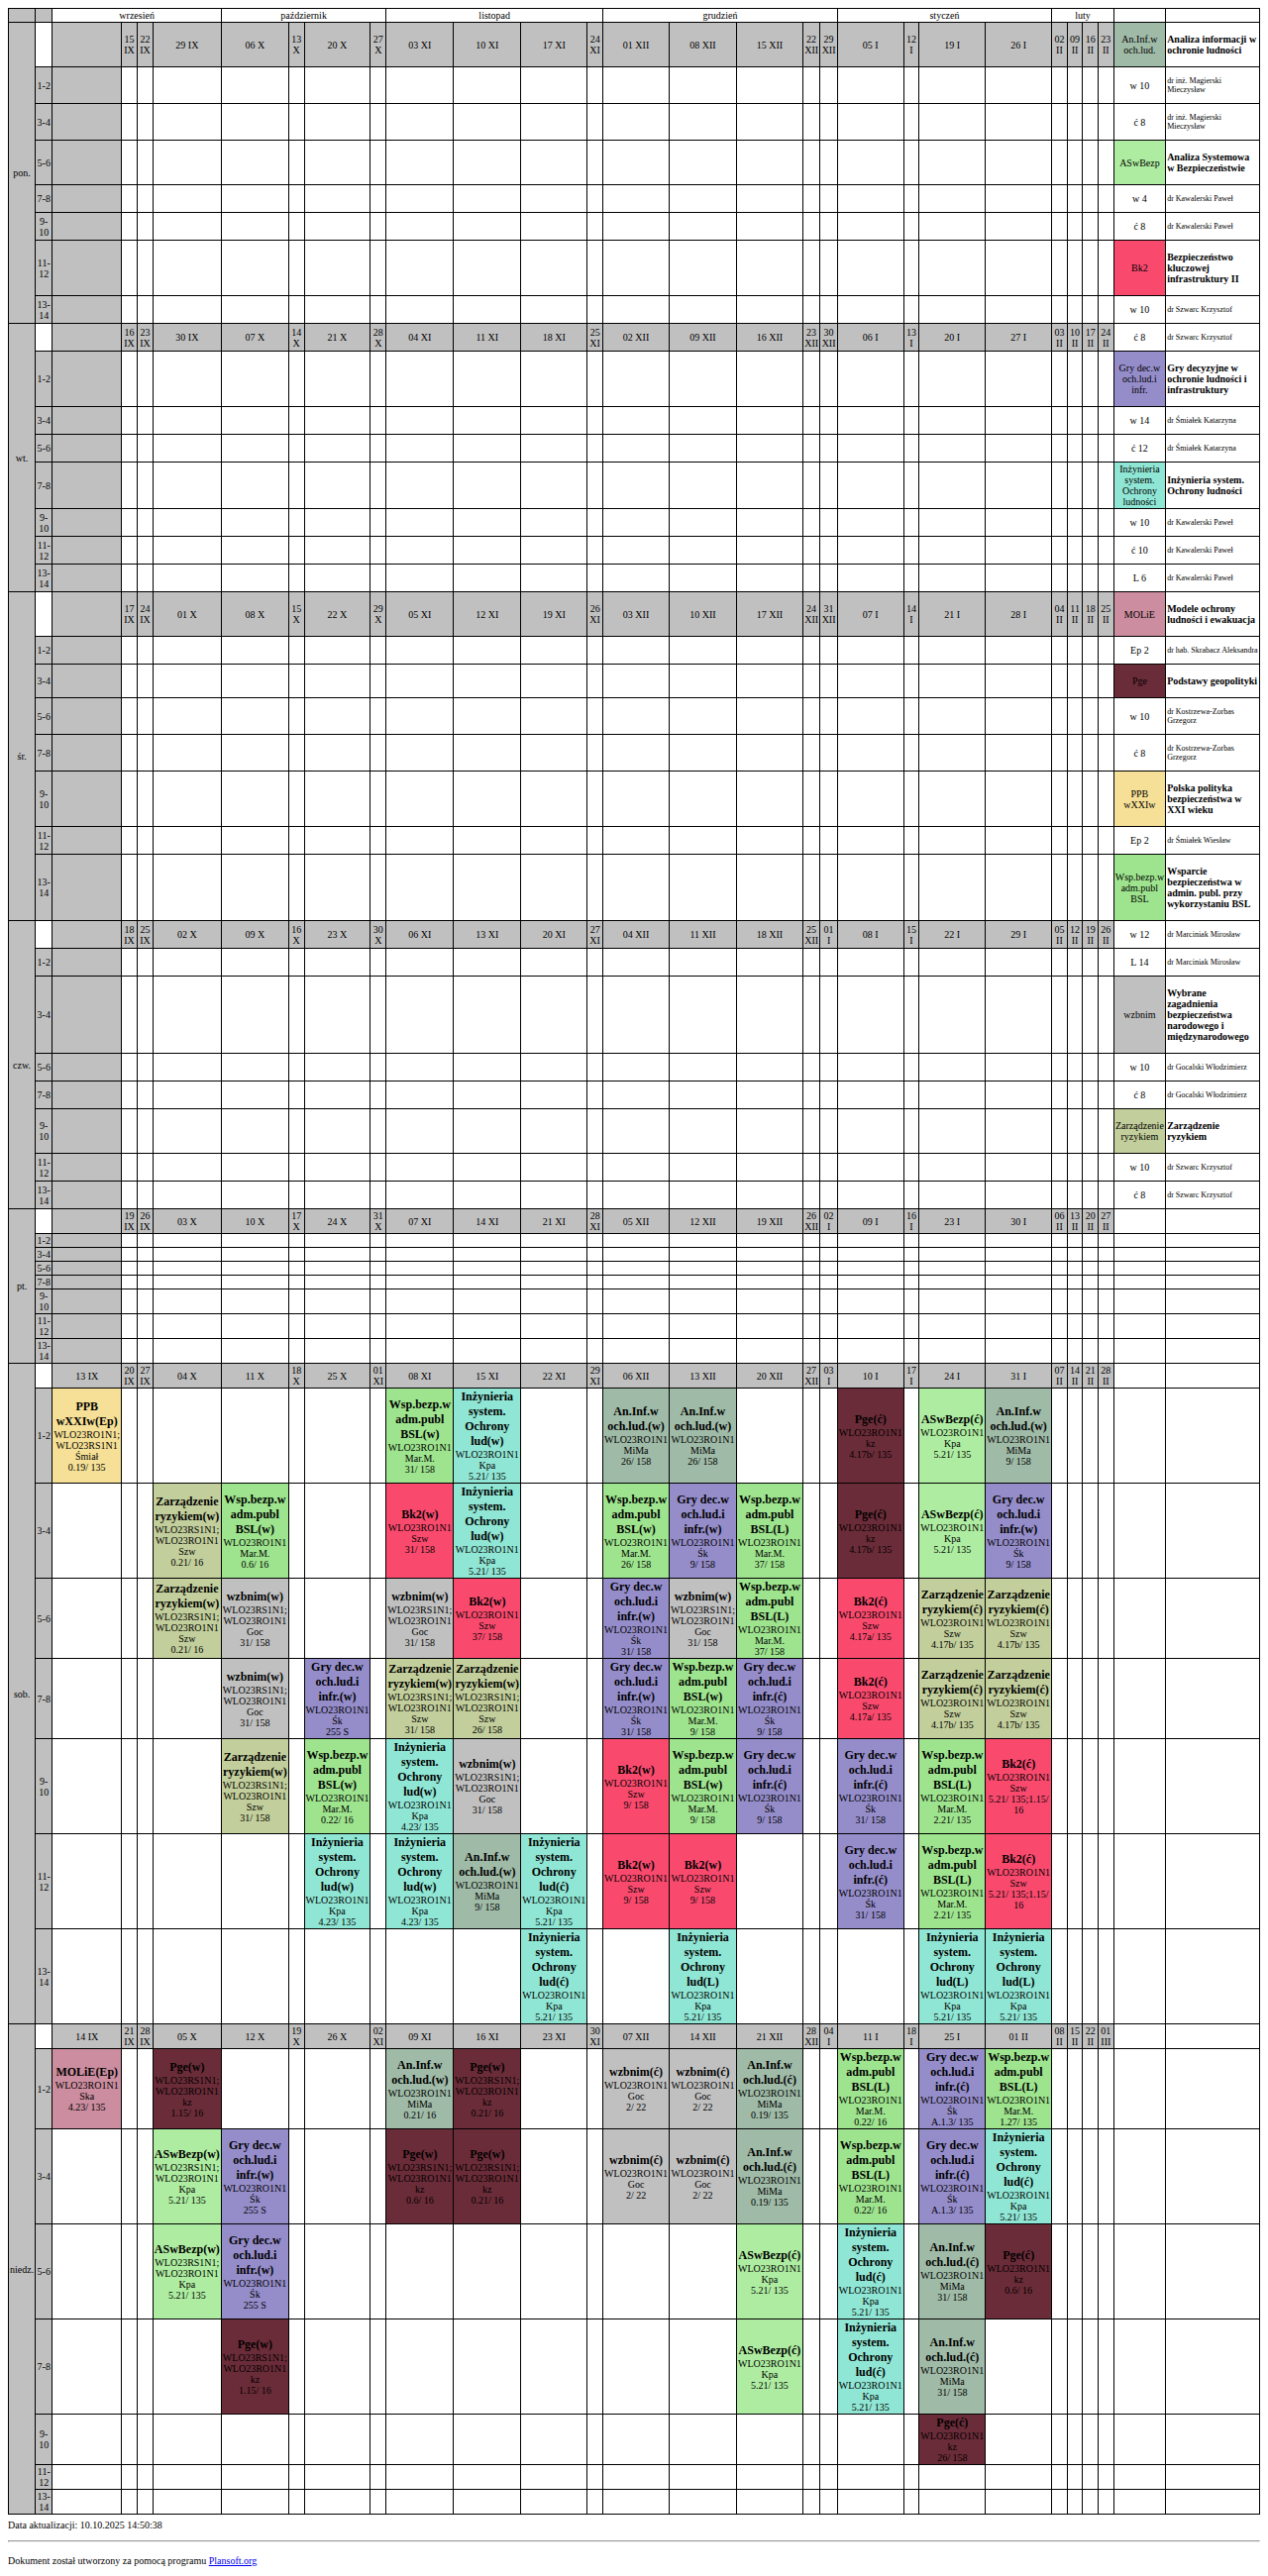 wrzesień październik listopad grudzień styczeń luty
pon. 15 IX 22 IX 29 IX 06 X 13 X 20 X 27 X 03 XI 10 XI 17 XI 24 XI 01 XII 08 XII 15 XII 22 XII 29 XII 05 I 12 I 19 I 26 I 02 II 09 II 16 II 23 II An.Inf.w och.lud. Analiza informacji w ochronie ludności
1-2 w 10 dr inż. Magierski Mieczysław
3-4 ć 8 dr inż. Magierski Mieczysław
5-6 ASwBezp Analiza Systemowa w Bezpieczeństwie
7-8 w 4 dr Kawalerski Paweł
9-10 ć 8 dr Kawalerski Paweł
11-12 Bk2 Bezpieczeństwo kluczowej infrastruktury II
13-14 w 10 dr Szwarc Krzysztof
wt. 16 IX 23 IX 30 IX 07 X 14 X 21 X 28 X 04 XI 11 XI 18 XI 25 XI 02 XII 09 XII 16 XII 23 XII 30 XII 06 I 13 I 20 I 27 I 03 II 10 II 17 II 24 II ć 8 dr Szwarc Krzysztof
1-2 Gry dec.w och.lud.i infr. Gry decyzyjne w ochronie ludności i infrastruktury
3-4 w 14 dr Śmiałek Katarzyna
5-6 ć 12 dr Śmiałek Katarzyna
7-8 Inżynieria system. Ochrony ludności Inżynieria system. Ochrony ludności
9-10 w 10 dr Kawalerski Paweł
11-12 ć 10 dr Kawalerski Paweł
13-14 L 6 dr Kawalerski Paweł
śr. 17 IX 24 IX 01 X 08 X 15 X 22 X 29 X 05 XI 12 XI 19 XI 26 XI 03 XII 10 XII 17 XII 24 XII 31 XII 07 I 14 I 21 I 28 I 04 II 11 II 18 II 25 II MOLiE Modele ochrony ludności i ewakuacja
1-2 Ep 2 dr hab. Skrabacz Aleksandra
3-4 Pge Podstawy geopolityki
5-6 w 10 dr Kostrzewa-Zorbas Grzegorz
7-8 ć 8 dr Kostrzewa-Zorbas Grzegorz
9-10 PPB wXXIw Polska polityka bezpieczeństwa w XXI wieku
11-12 Ep 2 dr Śmiałek Wiesław
13-14 Wsp.bezp.w adm.publ BSL Wsparcie bezpieczeństwa w admin. publ. przy wykorzystaniu BSL
czw. 18 IX 25 IX 02 X 09 X 16 X 23 X 30 X 06 XI 13 XI 20 XI 27 XI 04 XII 11 XII 18 XII 25 XII 01 I 08 I 15 I 22 I 29 I 05 II 12 II 19 II 26 II w 12 dr Marciniak Mirosław
1-2 L 14 dr Marciniak Mirosław
3-4 wzbnim Wybrane zagadnienia bezpieczeństwa narodowego i międzynarodowego
5-6 w 10 dr Gocalski Włodzimierz
7-8 ć 8 dr Gocalski Włodzimierz
9-10 Zarządzenie ryzykiem Zarządzenie ryzykiem
11-12 w 10 dr Szwarc Krzysztof
13-14 ć 8 dr Szwarc Krzysztof
pt. 19 IX 26 IX 03 X 10 X 17 X 24 X 31 X 07 XI 14 XI 21 XI 28 XI 05 XII 12 XII 19 XII 26 XII 02 I 09 I 16 I 23 I 30 I 06 II 13 II 20 II 27 II
1-2
3-4
5-6
7-8
9-10
11-12
13-14
sob. 13 IX 20 IX 27 IX 04 X 11 X 18 X 25 X 01 XI 08 XI 15 XI 22 XI 29 XI 06 XII 13 XII 20 XII 27 XII 03 I 10 I 17 I 24 I 31 I 07 II 14 II 21 II 28 II
1-2 PPB wXXIw(Ep) WLO23RO1N1; WLO23RS1N1 Śmiał 0.19/ 135 Wsp.bezp.w adm.publ BSL(w) WLO23RO1N1 Mar.M. 31/ 158 Inżynieria system. Ochrony lud(w) WLO23RO1N1 Kpa 5.21/ 135 An.Inf.w och.lud.(w) WLO23RO1N1 MiMa 26/ 158 An.Inf.w och.lud.(w) WLO23RO1N1 MiMa 26/ 158 Pge(ć) WLO23RO1N1 kz 4.17b/ 135 ASwBezp(ć) WLO23RO1N1 Kpa 5.21/ 135 An.Inf.w och.lud.(w) WLO23RO1N1 MiMa 9/ 158
3-4 Zarządzenie ryzykiem(w) WLO23RS1N1; WLO23RO1N1 Szw 0.21/ 16 Wsp.bezp.w adm.publ BSL(w) WLO23RO1N1 Mar.M. 0.6/ 16 Bk2(w) WLO23RO1N1 Szw 31/ 158 Inżynieria system. Ochrony lud(w) WLO23RO1N1 Kpa 5.21/ 135 Wsp.bezp.w adm.publ BSL(w) WLO23RO1N1 Mar.M. 26/ 158 Gry dec.w och.lud.i infr.(w) WLO23RO1N1 Śk 9/ 158 Wsp.bezp.w adm.publ BSL(L) WLO23RO1N1 Mar.M. 37/ 158 Pge(ć) WLO23RO1N1 kz 4.17b/ 135 ASwBezp(ć) WLO23RO1N1 Kpa 5.21/ 135 Gry dec.w och.lud.i infr.(w) WLO23RO1N1 Śk 9/ 158
5-6 Zarządzenie ryzykiem(w) WLO23RS1N1; WLO23RO1N1 Szw 0.21/ 16 wzbnim(w) WLO23RS1N1; WLO23RO1N1 Goc 31/ 158 wzbnim(w) WLO23RS1N1; WLO23RO1N1 Goc 31/ 158 Bk2(w) WLO23RO1N1 Szw 37/ 158 Gry dec.w och.lud.i infr.(w) WLO23RO1N1 Śk 31/ 158 wzbnim(w) WLO23RS1N1; WLO23RO1N1 Goc 31/ 158 Wsp.bezp.w adm.publ BSL(L) WLO23RO1N1 Mar.M. 37/ 158 Bk2(ć) WLO23RO1N1 Szw 4.17a/ 135 Zarządzenie ryzykiem(ć) WLO23RO1N1 Szw 4.17b/ 135 Zarządzenie ryzykiem(ć) WLO23RO1N1 Szw 4.17b/ 135
7-8 wzbnim(w) WLO23RS1N1; WLO23RO1N1 Goc 31/ 158 Gry dec.w och.lud.i infr.(w) WLO23RO1N1 Śk 255 S Zarządzenie ryzykiem(w) WLO23RS1N1; WLO23RO1N1 Szw 31/ 158 Zarządzenie ryzykiem(w) WLO23RS1N1; WLO23RO1N1 Szw 26/ 158 Gry dec.w och.lud.i infr.(w) WLO23RO1N1 Śk 31/ 158 Wsp.bezp.w adm.publ BSL(w) WLO23RO1N1 Mar.M. 9/ 158 Gry dec.w och.lud.i infr.(ć) WLO23RO1N1 Śk 9/ 158 Bk2(ć) WLO23RO1N1 Szw 4.17a/ 135 Zarządzenie ryzykiem(ć) WLO23RO1N1 Szw 4.17b/ 135 Zarządzenie ryzykiem(ć) WLO23RO1N1 Szw 4.17b/ 135
9-10 Zarządzenie ryzykiem(w) WLO23RS1N1; WLO23RO1N1 Szw 31/ 158 Wsp.bezp.w adm.publ BSL(w) WLO23RO1N1 Mar.M. 0.22/ 16 Inżynieria system. Ochrony lud(w) WLO23RO1N1 Kpa 4.23/ 135 wzbnim(w) WLO23RS1N1; WLO23RO1N1 Goc 31/ 158 Bk2(w) WLO23RO1N1 Szw 9/ 158 Wsp.bezp.w adm.publ BSL(w) WLO23RO1N1 Mar.M. 9/ 158 Gry dec.w och.lud.i infr.(ć) WLO23RO1N1 Śk 9/ 158 Gry dec.w och.lud.i infr.(ć) WLO23RO1N1 Śk 31/ 158 Wsp.bezp.w adm.publ BSL(L) WLO23RO1N1 Mar.M. 2.21/ 135 Bk2(ć) WLO23RO1N1 Szw 5.21/ 135;1.15/ 16
11-12 Inżynieria system. Ochrony lud(w) WLO23RO1N1 Kpa 4.23/ 135 Inżynieria system. Ochrony lud(w) WLO23RO1N1 Kpa 4.23/ 135 An.Inf.w och.lud.(w) WLO23RO1N1 MiMa 9/ 158 Inżynieria system. Ochrony lud(ć) WLO23RO1N1 Kpa 5.21/ 135 Bk2(w) WLO23RO1N1 Szw 9/ 158 Bk2(w) WLO23RO1N1 Szw 9/ 158 Gry dec.w och.lud.i infr.(ć) WLO23RO1N1 Śk 31/ 158 Wsp.bezp.w adm.publ BSL(L) WLO23RO1N1 Mar.M. 2.21/ 135 Bk2(ć) WLO23RO1N1 Szw 5.21/ 135;1.15/ 16
13-14 Inżynieria system. Ochrony lud(ć) WLO23RO1N1 Kpa 5.21/ 135 Inżynieria system. Ochrony lud(L) WLO23RO1N1 Kpa 5.21/ 135 Inżynieria system. Ochrony lud(L) WLO23RO1N1 Kpa 5.21/ 135 Inżynieria system. Ochrony lud(L) WLO23RO1N1 Kpa 5.21/ 135
niedz. 14 IX 21 IX 28 IX 05 X 12 X 19 X 26 X 02 XI 09 XI 16 XI 23 XI 30 XI 07 XII 14 XII 21 XII 28 XII 04 I 11 I 18 I 25 I 01 II 08 II 15 II 22 II 01 III
1-2 MOLiE(Ep) WLO23RO1N1 Ska 4.23/ 135 Pge(w) WLO23RS1N1; WLO23RO1N1 kz 1.15/ 16 An.Inf.w och.lud.(w) WLO23RO1N1 MiMa 0.21/ 16 Pge(w) WLO23RS1N1; WLO23RO1N1 kz 0.21/ 16 wzbnim(ć) WLO23RO1N1 Goc 2/ 22 wzbnim(ć) WLO23RO1N1 Goc 2/ 22 An.Inf.w och.lud.(ć) WLO23RO1N1 MiMa 0.19/ 135 Wsp.bezp.w adm.publ BSL(L) WLO23RO1N1 Mar.M. 0.22/ 16 Gry dec.w och.lud.i infr.(ć) WLO23RO1N1 Śk A.1.3/ 135 Wsp.bezp.w adm.publ BSL(L) WLO23RO1N1 Mar.M. 1.27/ 135
3-4 ASwBezp(w) WLO23RS1N1; WLO23RO1N1 Kpa 5.21/ 135 Gry dec.w och.lud.i infr.(w) WLO23RO1N1 Śk 255 S Pge(w) WLO23RS1N1; WLO23RO1N1 kz 0.6/ 16 Pge(w) WLO23RS1N1; WLO23RO1N1 kz 0.21/ 16 wzbnim(ć) WLO23RO1N1 Goc 2/ 22 wzbnim(ć) WLO23RO1N1 Goc 2/ 22 An.Inf.w och.lud.(ć) WLO23RO1N1 MiMa 0.19/ 135 Wsp.bezp.w adm.publ BSL(L) WLO23RO1N1 Mar.M. 0.22/ 16 Gry dec.w och.lud.i infr.(ć) WLO23RO1N1 Śk A.1.3/ 135 Inżynieria system. Ochrony lud(ć) WLO23RO1N1 Kpa 5.21/ 135
5-6 ASwBezp(w) WLO23RS1N1; WLO23RO1N1 Kpa 5.21/ 135 Gry dec.w och.lud.i infr.(w) WLO23RO1N1 Śk 255 S ASwBezp(ć) WLO23RO1N1 Kpa 5.21/ 135 Inżynieria system. Ochrony lud(ć) WLO23RO1N1 Kpa 5.21/ 135 An.Inf.w och.lud.(ć) WLO23RO1N1 MiMa 31/ 158 Pge(ć) WLO23RO1N1 kz 0.6/ 16
7-8 Pge(w) WLO23RS1N1; WLO23RO1N1 kz 1.15/ 16 ASwBezp(ć) WLO23RO1N1 Kpa 5.21/ 135 Inżynieria system. Ochrony lud(ć) WLO23RO1N1 Kpa 5.21/ 135 An.Inf.w och.lud.(ć) WLO23RO1N1 MiMa 31/ 158
9-10 Pge(ć) WLO23RO1N1 kz 26/ 158
11-12
13-14
Data aktualizacji: 10.10.2025 14:50:38
Dokument został utworzony za pomocą programu Plansoft.org